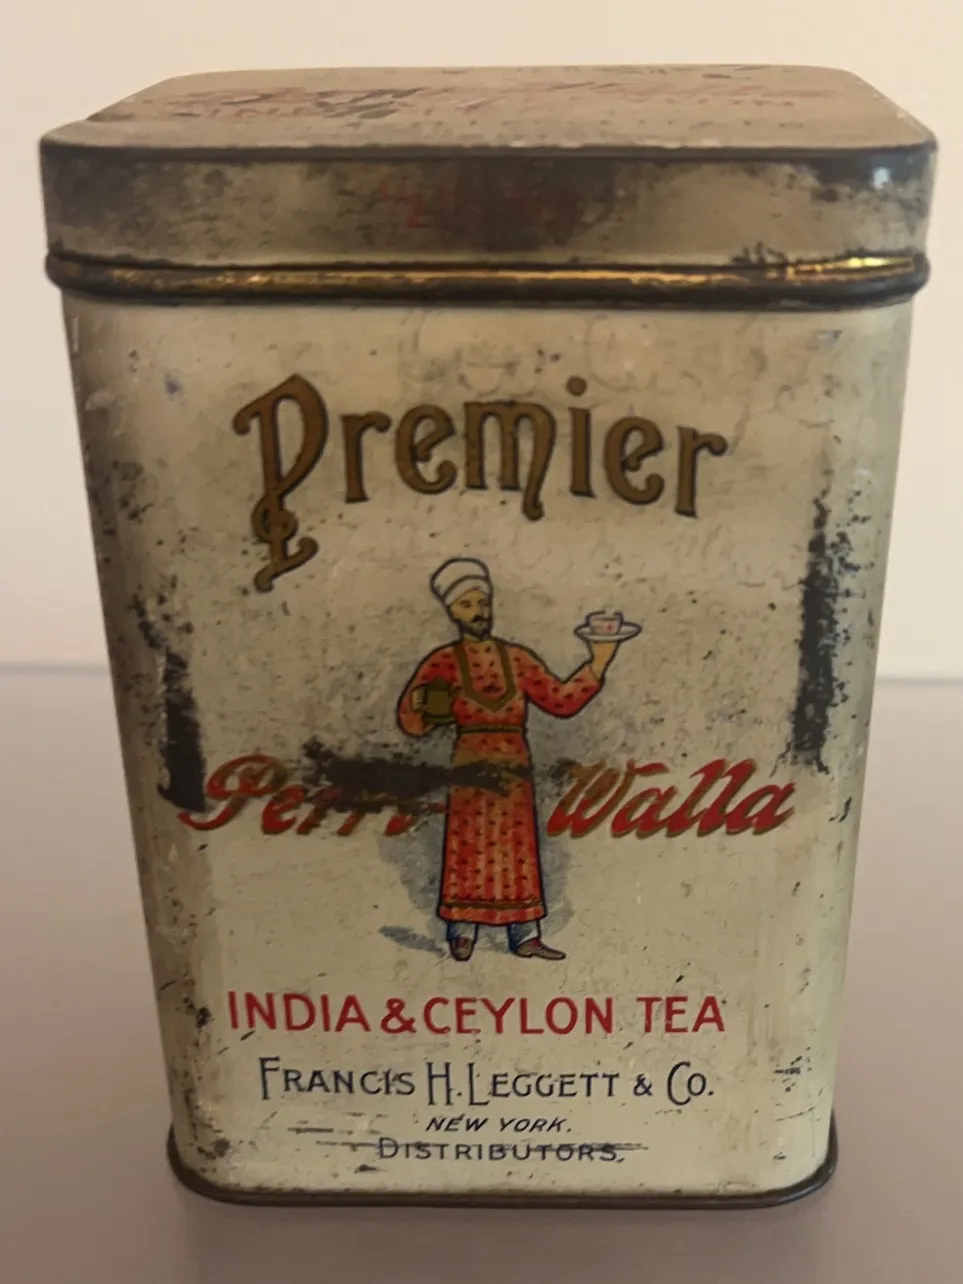 Premier
Walla
INDIA & CEYLON TEA
FRANCIS H. LEGGETT & CO.
NEW YORK.
DISTRIBUTORS.